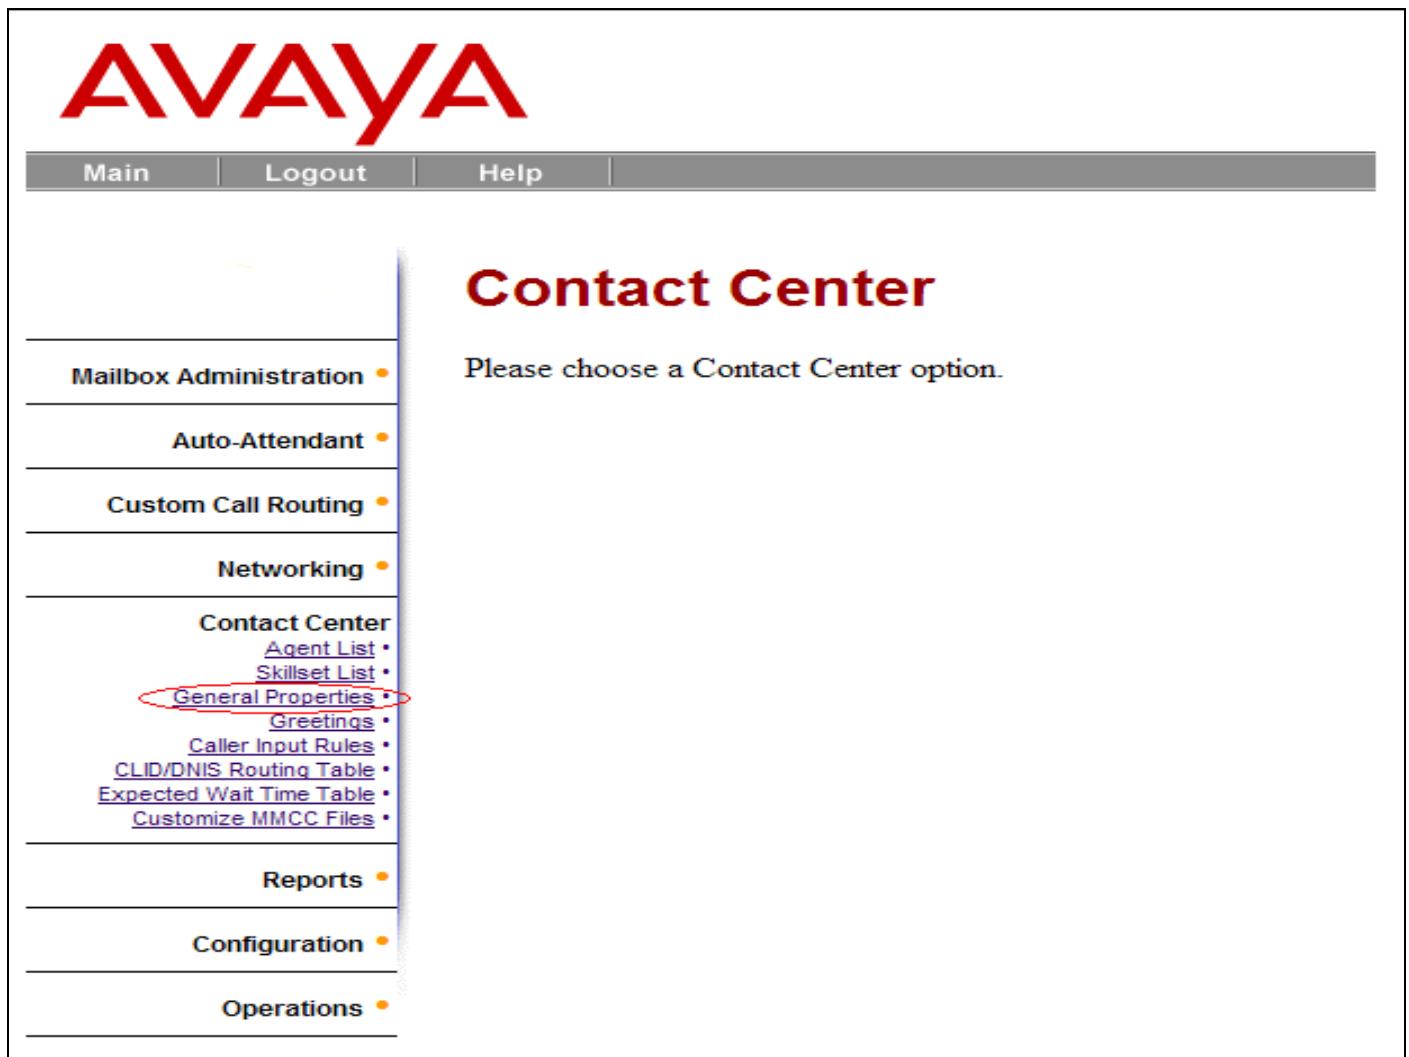 AVAYA
Main Logout Help
Contact Center
Please choose a Contact Center option.
Mailbox Administration
Auto-Attendant
Custom Call Routing
Networking
Contact Center
Agent List
Skillset List
General Properties
Greetings
Caller Input Rules
CLID/DNIS Routing Table
Expected Wait Time Table
Customize MMCC Files
Reports
Configuration
Operations